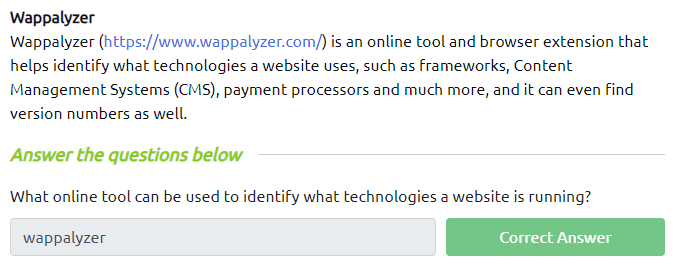 Wappalyzer
Wappalyzer (https://www.wappalyzer.com/) is an online tool and browser extension that
helps identify what technologies a website uses, such as frameworks, Content
Management Systems (CMS), payment processors and much more, and it can even find
version numbers as well.
Answer the questions below
What online tool can be used to identify what technologies a website is running?
wappalyzer
Correct Answer